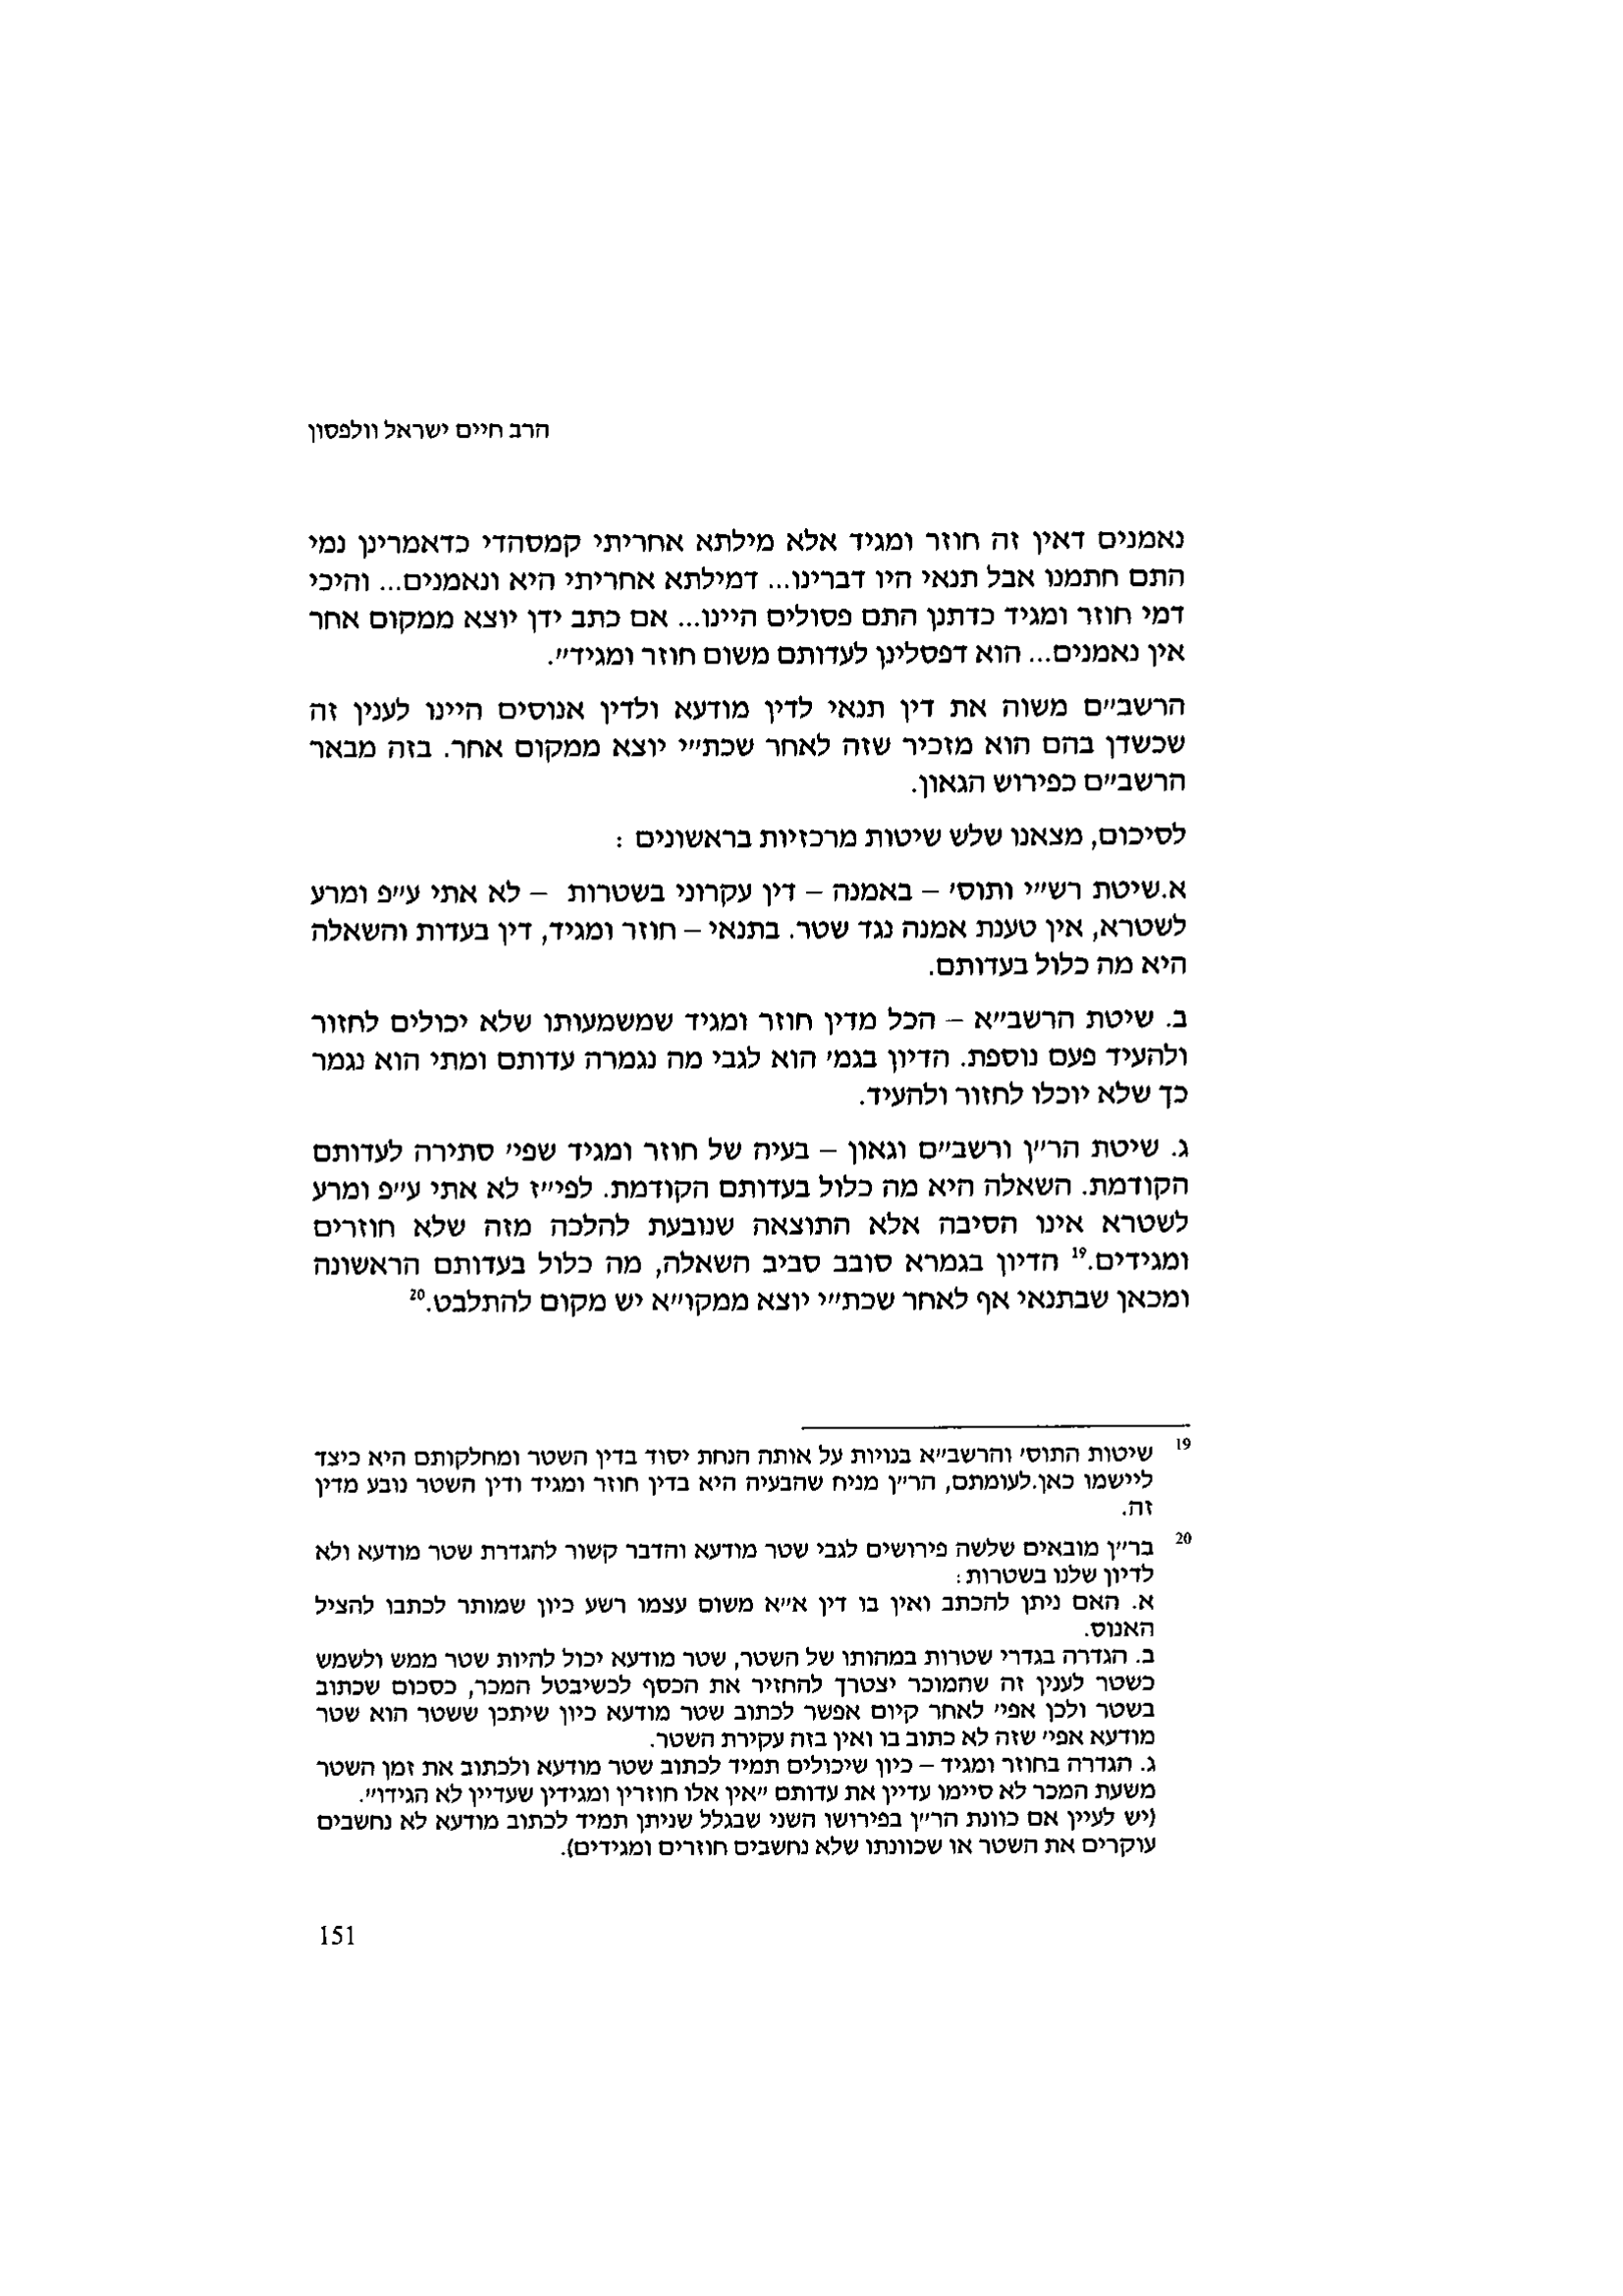 הרב חיים ישראל וולפסון
נאמנים דאין זה חוזר ומגיד אלא מילתא אחריתי קמסהדי כדאמרינן נמי
התם חתמנו אבל תנאי היו דברינו... דמילתא אחריתי היא ונאמנים... והיכי
דמי חוזר ומגיד כדתנן התם פסולים היינו... אם כתב ידן יוצא ממקום אחר
אין נאמנים... הוא דפסלינן לעדותם משום חוזר ומגיד״.
הרשב״ם משוה את דין תנאי לדין מודעא ולדין אנוסים היינו לענין זה
שכשדן בהם הוא מזכיר שזה לאחר שכת״י יוצא ממקום אחר. בזה מבאר
הרשב״ם כפירוש הגאון.
לסיכום, מצאנו שלש שיטות מרכזיות בראשונים :
א.שיטת רש״י ותוס׳ – באמנה – דין עקרוני בשטרות – לא אתי ע״פ ומרע
לשטרא, אין טענת אמנה נגד שטר. בתנאי – חוזר ומגיד, דין בעדות והשאלה
היא מה כלול בעדותם.
ב. שיטת הרשב״א – הכל מדין חוזר ומגיד שמשמעותו שלא יכולים לחזור
ולהעיד פעם נוספת. הדיון בגמ׳ הוא לגבי מה נגמרה עדותם ומתי הוא נגמר
כך שלא יוכלו לחזור ולהעיד.
ג. שיטת הר״ן ורשב״ם וגאון – בעיה של חוזר ומגיד שפי׳ סתירה לעדותם
הקודמת. השאלה היא מה כלול בעדותם הקודמת. לפי״ז לא אתי ע״פ ומרע
לשטרא אינו הסיבה אלא התוצאה שנובעת להלכה מזה שלא חוזרים
ומגידים.19 הדיון בגמרא סובב סביב השאלה, מה כלול בעדותם הראשונה
ומכאן שבתנאי אף לאחר שכת״י יוצא ממקו״א יש מקום להתלבט.20
19 שיטות התוס׳ והרשב״א בנויות על אותה הנחת יסוד בדין השטר ומחלקותם היא כיצד
ליישמו כאן.לעומתם, הר״ן מניח שהבעיה היא בדין חוזר ומגיד ודין השטר נובע מדין
זה.
20 בר״ן מובאים שלשה פירושים לגבי שטר מודעא והדבר קשור להגדרת שטר מודעא ולא
לדיון שלנו בשטרות :
א. האם ניתן להכתב ואין בו דין א״א משום עצמו רשע כיון שמותר לכתבו להציל
האנוס.
ב. הגדרה בגדרי שטרות במהותו של השטר, שטר מודעא יכול להיות שטר ממש ולשמש
כשטר לענין זה שהמוכר יצטרך להחזיר את הכסף לכשיבטל המכר, כסכום שכתוב
בשטר ולכן אפי׳ לאחר קיום אפשר לכתוב שטר מודעא כיון שיתכן ששטר הוא שטר
מודעא אפי׳ שזה לא כתוב בו ואין בזה עקירת השטר.
ג. הגדרה בחוזר ומגיד – כיון שיכולים תמיד לכתוב שטר מודעא ולכתוב את זמן השטר
משעת המכר לא סיימו עדיין את עדותם ״אין אלו חוזרין ומגידין שעדיין לא הגידו״.
(יש לעיין אם כוונת הר״ן בפירושו השני שבגלל שניתן תמיד לכתוב מודעא לא נחשבים
עוקרים את השטר או שכוונתו שלא נחשבים חוזרים ומגידים).
151